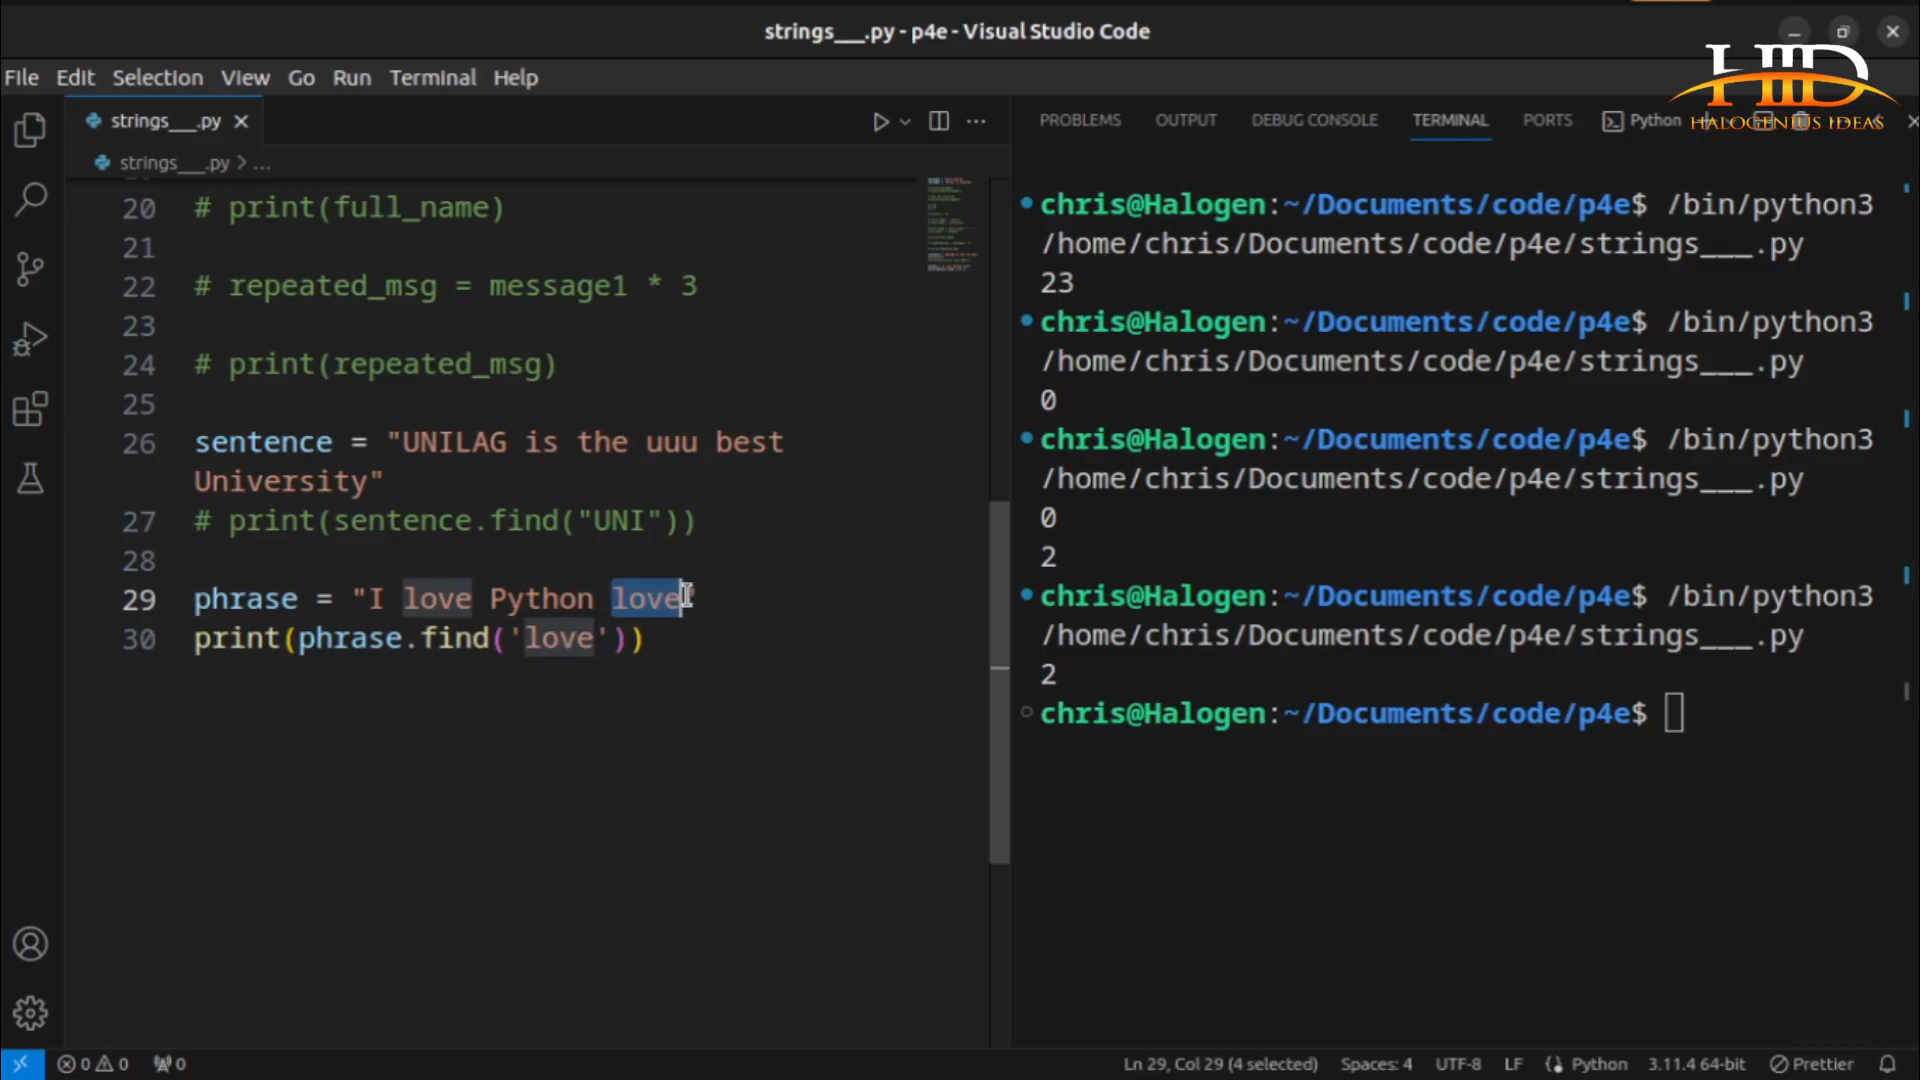 strings___.py - p4e - Visual Studio Code
File Edit Selection View Go Run Terminal Help
HID
HALOGENIUS IDEAS
strings___.py
strings___.py > ...
20 # print(full_name)
21
22 # repeated_msg = message1 * 3
23
24 # print(repeated_msg)
25
26 sentence = "UNILAG is the uuu best
University"
27 # print(sentence.find("UNI"))
28
29 phrase = "I love Python love"
30 print(phrase.find('love'))
PROBLEMS OUTPUT DEBUG CONSOLE TERMINAL PORTS Python
chris@Halogen:~/Documents/code/p4e$ /bin/python3
/home/chris/Documents/code/p4e/strings___.py
23
chris@Halogen:~/Documents/code/p4e$ /bin/python3
/home/chris/Documents/code/p4e/strings___.py
0
chris@Halogen:~/Documents/code/p4e$ /bin/python3
/home/chris/Documents/code/p4e/strings___.py
0
2
chris@Halogen:~/Documents/code/p4e$ /bin/python3
/home/chris/Documents/code/p4e/strings___.py
2
chris@Halogen:~/Documents/code/p4e$
0 0 0 Ln 29, Col 29 (4 selected) Spaces: 4 UTF-8 LF Python 3.11.4 64-bit Prettier